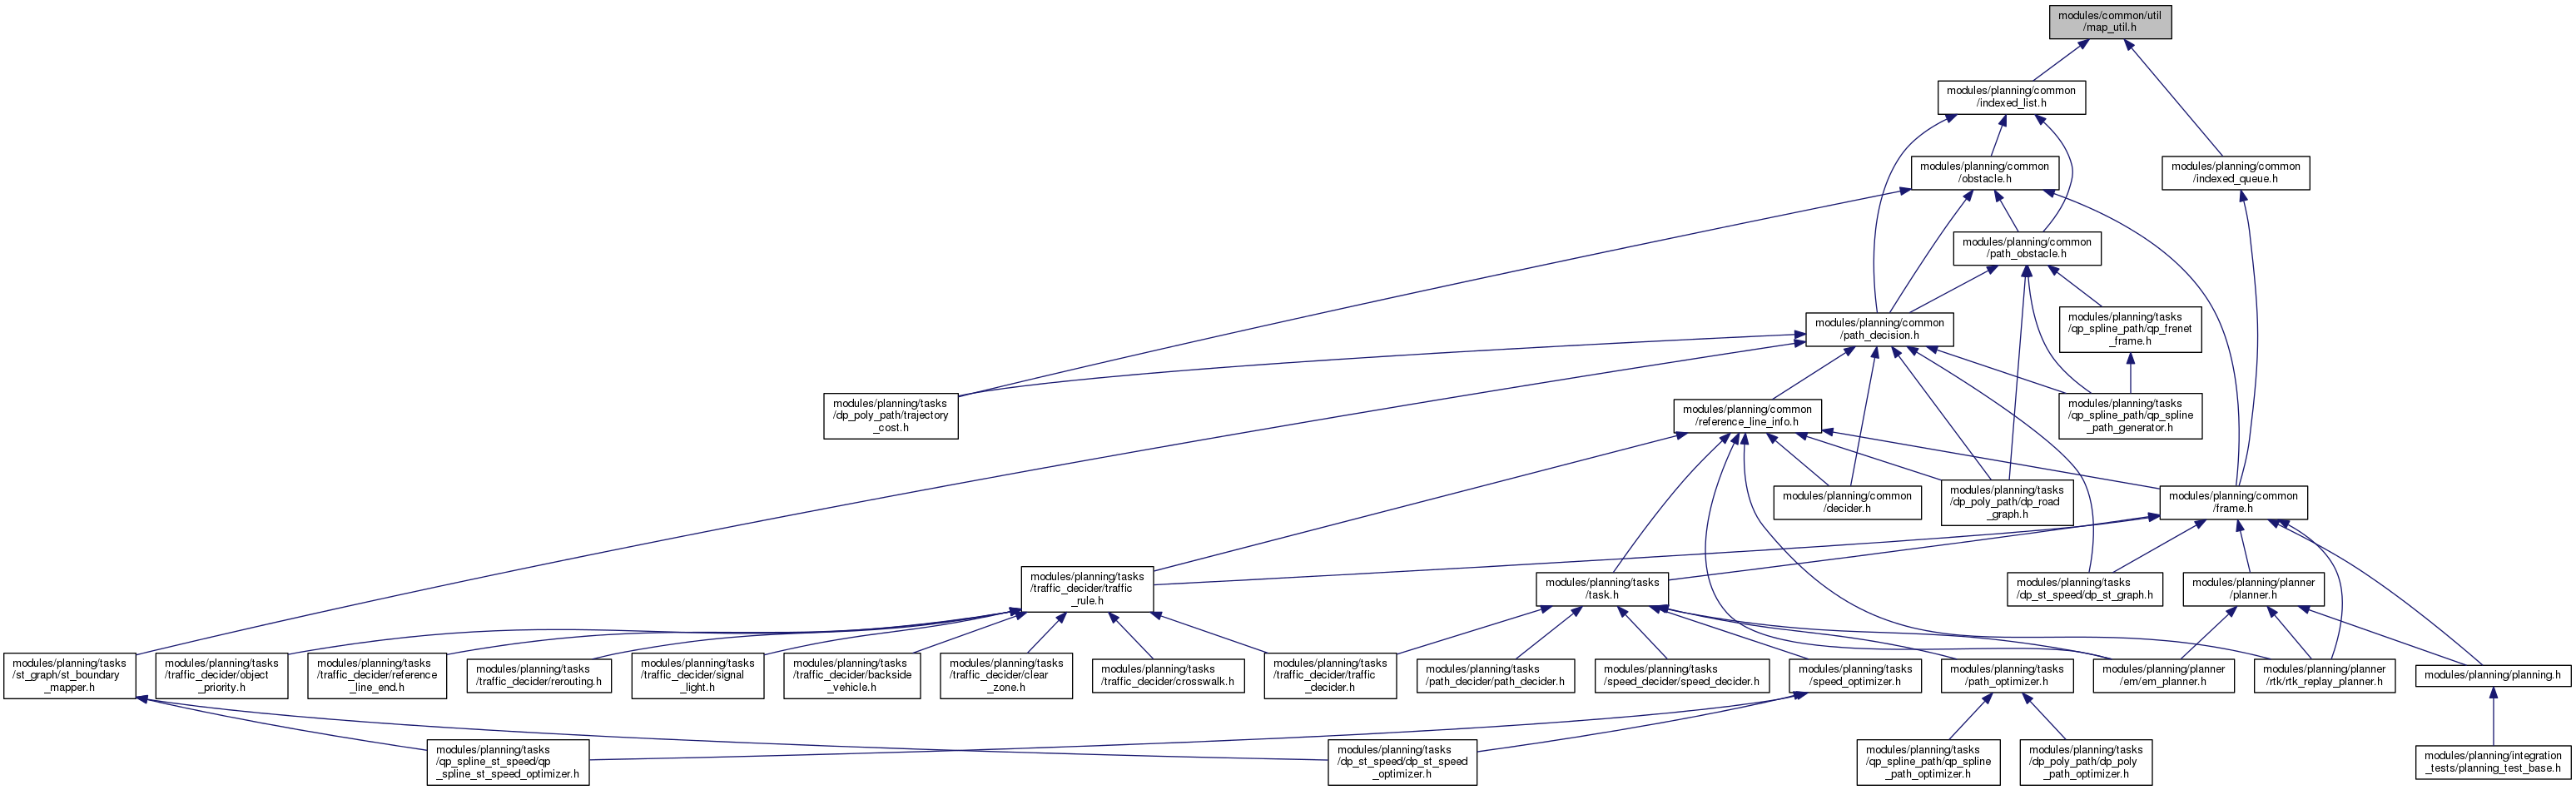 modules/common/util
/map_util.h
modules/planning/common
/indexed_list.h
modules/planning/common
/obstacle.h
modules/planning/common
/indexed_queue.h
modules/planning/common
/path_obstacle.h
modules/planning/common
/path_decision.h
modules/planning/tasks
/qp_spline_path/qp_frenet
_frame.h
modules/planning/tasks
/dp_poly_path/trajectory
_cost.h
modules/planning/common
/reference_line_info.h
modules/planning/tasks
/qp_spline_path/qp_spline
_path_generator.h
modules/planning/common
/decider.h
modules/planning/tasks
/dp_poly_path/dp_road
_graph.h
modules/planning/common
/frame.h
modules/planning/tasks
/traffic_decider/traffic
_rule.h
modules/planning/tasks
/task.h
modules/planning/tasks
/dp_st_speed/dp_st_graph.h
modules/planning/planner
/planner.h
modules/planning/tasks
/st_graph/st_boundary
_mapper.h
modules/planning/tasks
/traffic_decider/object
_priority.h
modules/planning/tasks
/traffic_decider/reference
_line_end.h
modules/planning/tasks
/traffic_decider/rerouting.h
modules/planning/tasks
/traffic_decider/signal
_light.h
modules/planning/tasks
/traffic_decider/backside
_vehicle.h
modules/planning/tasks
/traffic_decider/clear
_zone.h
modules/planning/tasks
/traffic_decider/crosswalk.h
modules/planning/tasks
/traffic_decider/traffic
_decider.h
modules/planning/tasks
/path_decider/path_decider.h
modules/planning/tasks
/speed_decider/speed_decider.h
modules/planning/tasks
/speed_optimizer.h
modules/planning/tasks
/path_optimizer.h
modules/planning/planner
/em/em_planner.h
modules/planning/planner
/rtk/rtk_replay_planner.h
modules/planning/planning.h
modules/planning/tasks
/qp_spline_st_speed/qp
_spline_st_speed_optimizer.h
modules/planning/tasks
/dp_st_speed/dp_st_speed
_optimizer.h
modules/planning/tasks
/qp_spline_path/qp_spline
_path_optimizer.h
modules/planning/tasks
/dp_poly_path/dp_poly
_path_optimizer.h
modules/planning/integration
_tests/planning_test_base.h